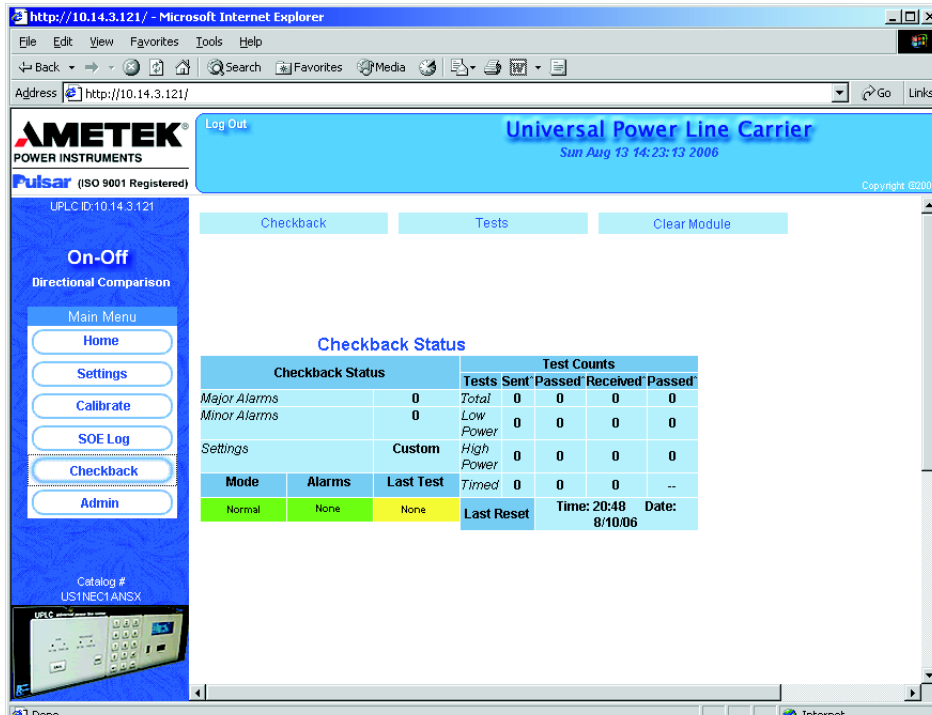 http://10.14.3.121/ - Microsoft Internet Explorer
File Edit View Favorites Tools Help
Back Search Favorites Media
Address http://10.14.3.121/ Go Links
AMETEK®
POWER INSTRUMENTS
Pulsar (ISO 9001 Registered)
Log Out
Universal Power Line Carrier
Sun Aug 13 14:23:13 2006
Copyright ©200
UPLC ID:10.14.3.121
On-Off
Directional Comparison
Main Menu
Home
Settings
Calibrate
SOE Log
Checkback
Admin
Catalog #
US1NEC1ANSX
UPLC
Checkback Tests Clear Module
Checkback Status
Checkback Status Test Counts
Tests Sent^ Passed^ Received^ Passed^
Major Alarms 0 Total 0 0 0 0
Minor Alarms 0 Low Power 0 0 0 0
Settings Custom High Power 0 0 0 0
Mode Alarms Last Test Timed 0 0 0 --
Normal None None Last Reset Time: 20:48 Date:
8/10/06
Done Internet